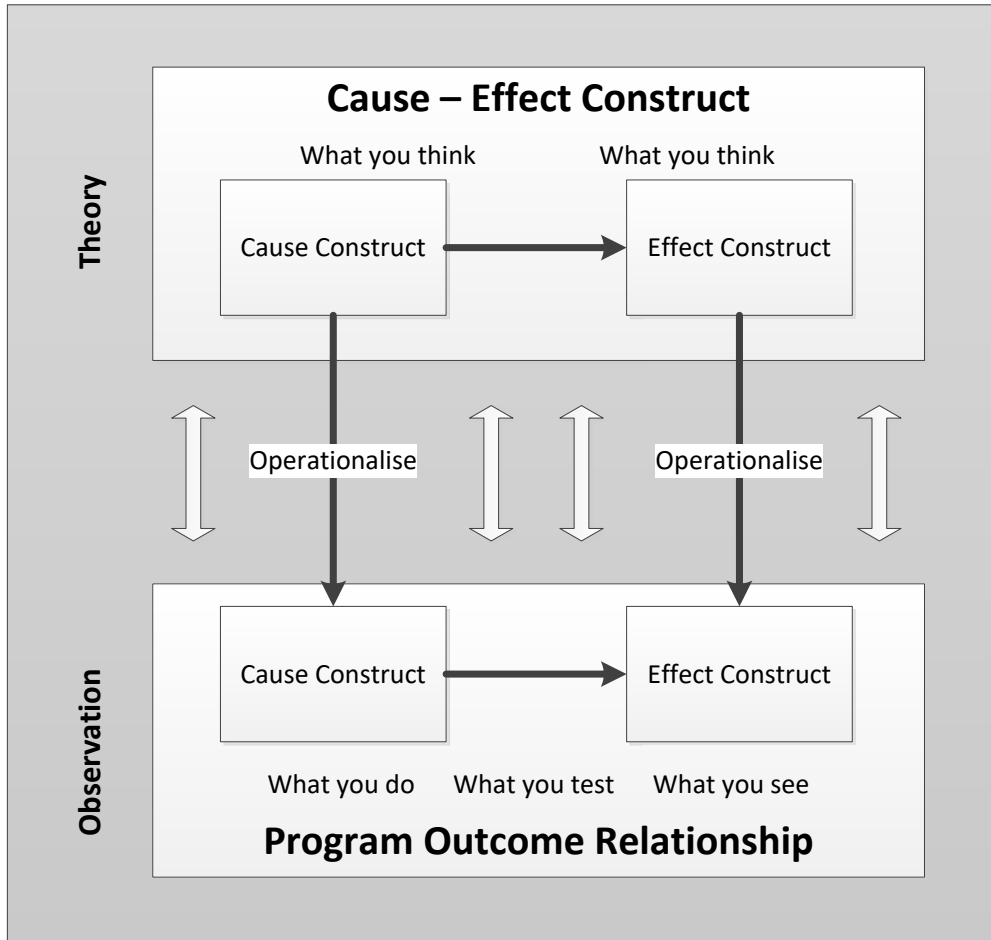 Cause – Effect Construct
What you think
What you think
Theory
Cause Construct
Effect Construct
Operationalise
Operationalise
Observation
Cause Construct
Effect Construct
What you do
What you test
What you see
Program Outcome Relationship